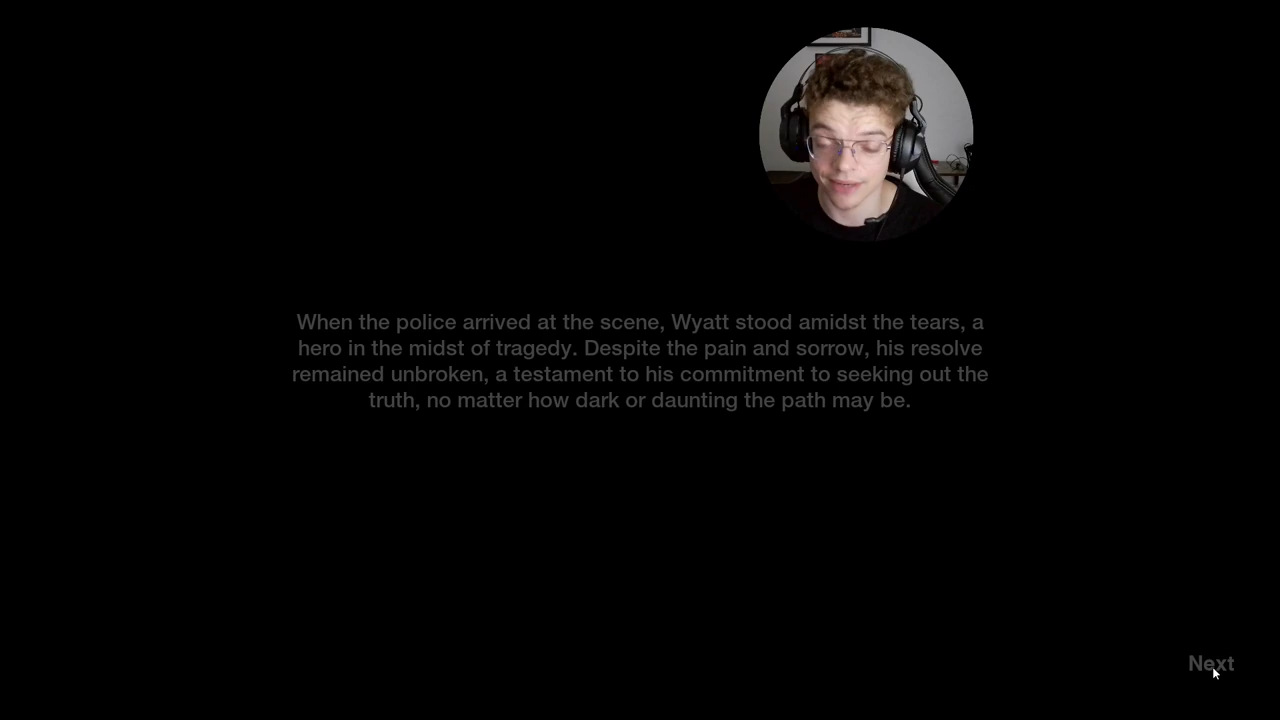 When the police arrived at the scene, Wyatt stood amidst the tears, a
hero in the midst of tragedy. Despite the pain and sorrow, his resolve
remained unbroken, a testament to his commitment to seeking out the
truth, no matter how dark or daunting the path may be.
Next